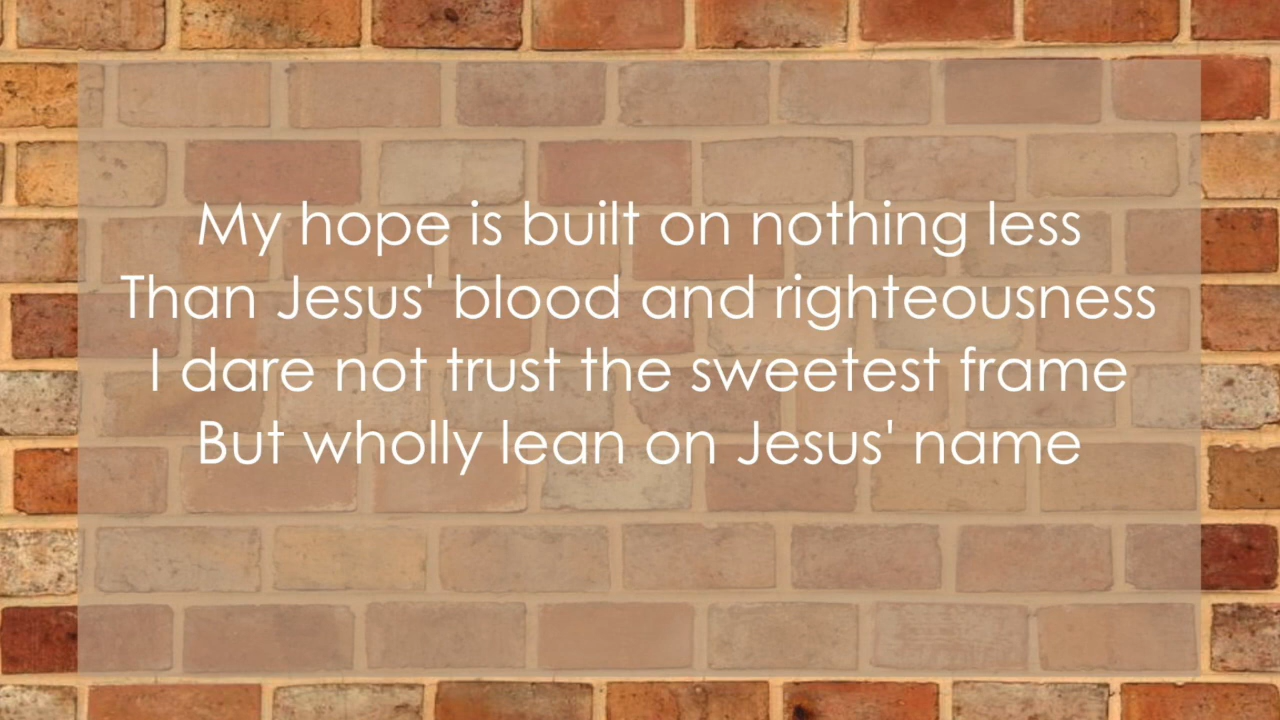 My hope is built on nothing less
Than Jesus' blood and righteousness
I dare not trust the sweetest frame
But wholly lean on Jesus' name